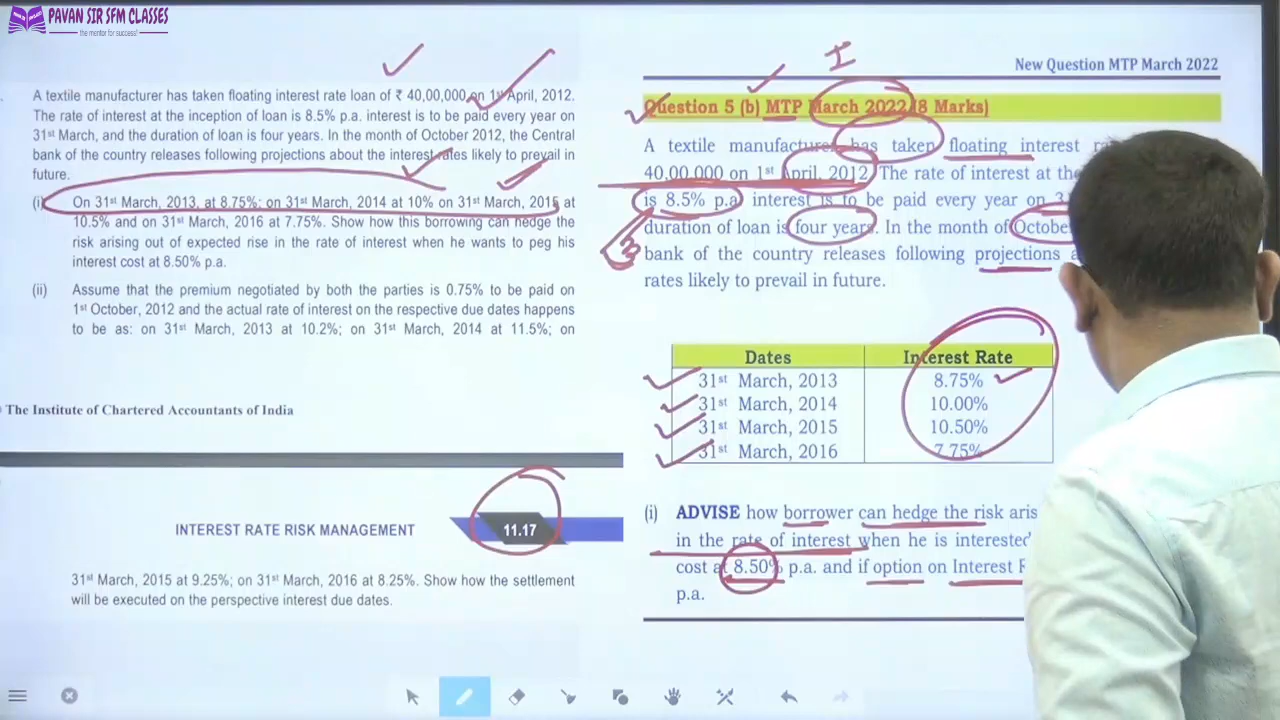 PAVAN SIR SFM CLASSES
the mentor for success!
A textile manufacturer has taken floating interest rate loan of ₹ 40,00,000 on 1st April, 2012.
The rate of interest at the inception of loan is 8.5% p.a. interest is to be paid every year on
31st March, and the duration of loan is four years. In the month of October 2012, the Central
bank of the country releases following projections about the interest rates likely to prevail in
future.
(i) On 31st March, 2013, at 8.75%; on 31st March, 2014 at 10% on 31st March, 2015 at
10.5% and on 31st March, 2016 at 7.75%. Show how this borrowing can hedge the
risk arising out of expected rise in the rate of interest when he wants to peg his
interest cost at 8.50% p.a.
(ii) Assume that the premium negotiated by both the parties is 0.75% to be paid on
1st October, 2012 and the actual rate of interest on the respective due dates happens
to be as: on 31st March, 2013 at 10.2%; on 31st March, 2014 at 11.5%; on
The Institute of Chartered Accountants of India
INTEREST RATE RISK MANAGEMENT 11.17
31st March, 2015 at 9.25%; on 31st March, 2016 at 8.25%. Show how the settlement
will be executed on the perspective interest due dates.
I
New Question MTP March 2022
Question 5 (b) MTP March 2022 (8 Marks)
A textile manufacturer has taken floating interest
40,00,000 on 1st April, 2012 The rate of interest at the
is 8.5% p.a interest is to be paid every year on
duration of loan is four years. In the month of October
bank of the country releases following projections
rates likely to prevail in future.
Dates Interest Rate
31st March, 2013 8.75%
31st March, 2014 10.00%
31st March, 2015 10.50%
31st March, 2016 7.75%
(i) ADVISE how borrower can hedge the risk
in the rate of interest when he is interested
cost at 8.50% p.a. and if option on Interest
p.a.